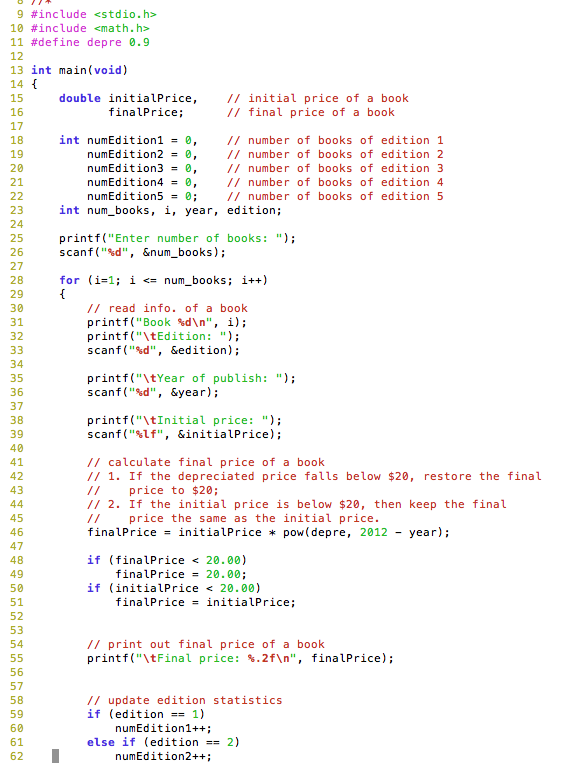 8 //*
9 #include <stdio.h>
10 #include <math.h>
11 #define depre 0.9
12
13 int main(void)
14 {
15     double initialPrice,    // initial price of a book
16            finalPrice;      // final price of a book
17
18     int numEdition1 = 0,    // number of books of edition 1
19         numEdition2 = 0,    // number of books of edition 2
20         numEdition3 = 0,    // number of books of edition 3
21         numEdition4 = 0,    // number of books of edition 4
22         numEdition5 = 0;    // number of books of edition 5
23     int num_books, i, year, edition;
24
25     printf("Enter number of books: ");
26     scanf("%d", &num_books);
27
28     for (i=1; i <= num_books; i++)
29     {
30         // read info. of a book
31         printf("Book %d\n", i);
32         printf("\tEdition: ");
33         scanf("%d", &edition);
34
35         printf("\tYear of publish: ");
36         scanf("%d", &year);
37
38         printf("\tInitial price: ");
39         scanf("%lf", &initialPrice);
40
41         // calculate final price of a book
42         // 1. If the depreciated price falls below $20, restore the final
43         //    price to $20;
44         // 2. If the initial price is below $20, then keep the final
45         //    price the same as the initial price.
46         finalPrice = initialPrice * pow(depre, 2012 - year);
47
48         if (finalPrice < 20.00)
49             finalPrice = 20.00;
50         if (initialPrice < 20.00)
51             finalPrice = initialPrice;
52
53
54         // print out final price of a book
55         printf("\tFinal price: %.2f\n", finalPrice);
56
57
58         // update edition statistics
59         if (edition == 1)
60             numEdition1++;
61         else if (edition == 2)
62             numEdition2++;